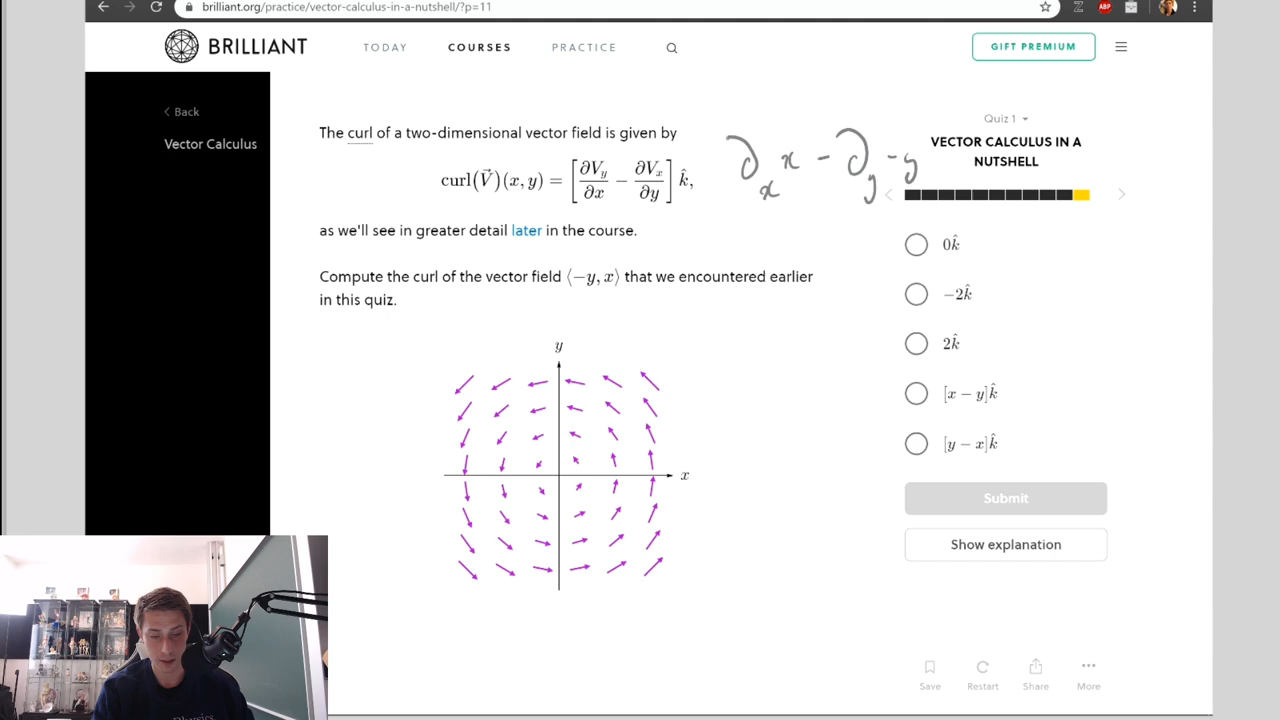 brilliant.org/practice/vector-calculus-in-a-nutshell/?p=11
Z ABP
BRILLIANT TODAY COURSES PRACTICE GIFT PREMIUM
Back
Vector Calculus
The curl of a two-dimensional vector field is given by
curl(V⃗)(x, y) = [∂V_y/∂x − ∂V_x/∂y] k̂,
as we'll see in greater detail later in the course.
Compute the curl of the vector field ⟨−y, x⟩ that we encountered earlier
in this quiz.
∂_x x − ∂_y −y
y
x
Quiz 1
VECTOR CALCULUS IN A
NUTSHELL
0k̂
−2k̂
2k̂
[x − y]k̂
[y − x]k̂
Submit
Show explanation
Save Restart Share More
Physics